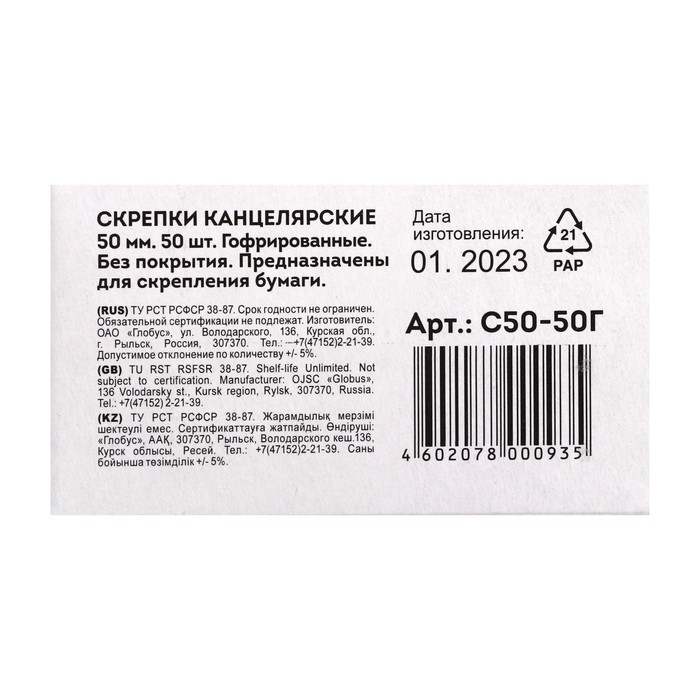 СКРЕПКИ КАНЦЕЛЯРСКИЕ
50 мм. 50 шт. Гофрированные.
Без покрытия. Предназначены
для скрепления бумаги.
(RUS) ТУ РСТ РСФСР 38-87. Срок годности не ограничен.
Обязательной сертификации не подлежат. Изготовитель:
ОАО «Глобус», ул. Володарского, 136, Курская обл.,
г. Рыльск, Россия, 307370. Тел.: +7(47152)2-21-39.
Допустимое отклонение по количеству +/- 5%.
(GB) TU RST RSFSR 38-87. Shelf-life Unlimited. Not
subject to certification. Manufacturer: OJSC «Globus»,
136 Volodarsky st., Kursk region, Rylsk, 307370, Russia.
Tel.: +7(47152) 2-21-39.
(KZ) ТУ РСТ РСФСР 38-87. Жарамдылық мерзімі
шектеулі емес. Сертификаттауға жатпайды. Өндіруші:
«Глобус», ААҚ, 307370, Рыльск, Володарского кеш.136,
Курск облысы, Ресей. Тел.: +7(47152)2-21-39. Саны
бойынша төзімділік +/- 5%.
Дата
изготовления:
01. 2023
21
PAP
Арт.: С50-50Г
4 602078 000935